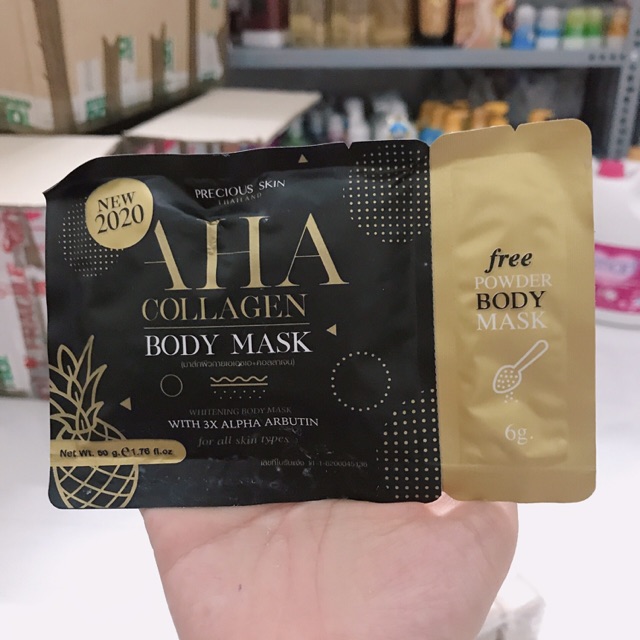 NEW
2020
PRECIOUS SKIN
THAILAND
AHA
COLLAGEN
BODY MASK
WHITENING BODY MASK
WITH 3X ALPHA ARBUTIN
for all skin types
Net Wt. 50 g. ℮ 1.76 fl.oz
free
POWDER
BODY
MASK
6g.